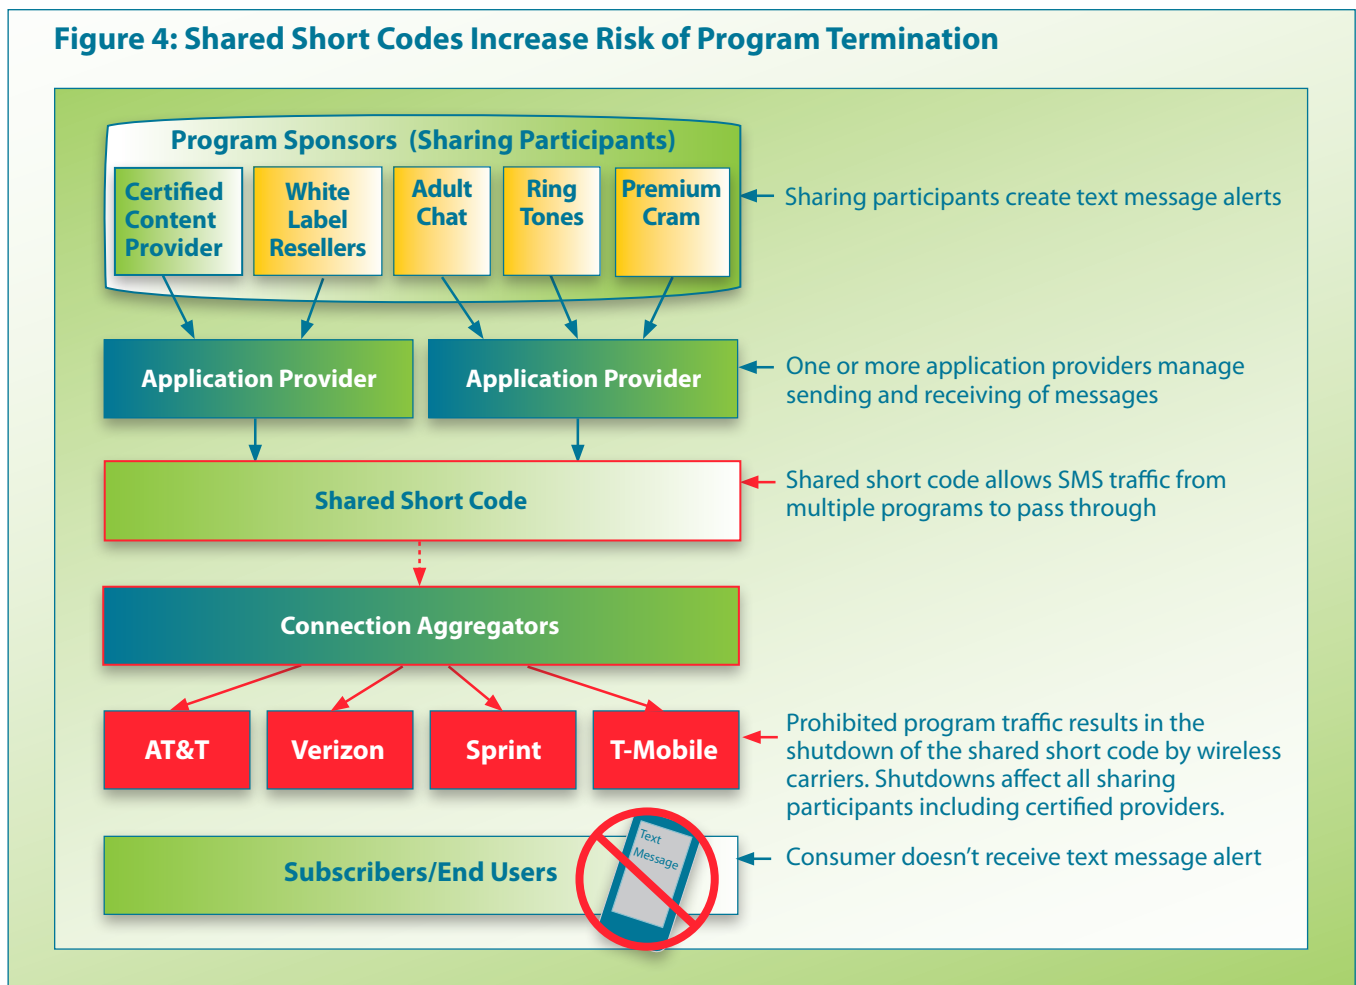 Figure 4: Shared Short Codes Increase Risk of Program Termination
Program Sponsors (Sharing Participants)
Certified
Content
Provider
White
Label
Resellers
Adult
Chat
Ring
Tones
Premium
Cram
Sharing participants create text message alerts
Application Provider
Application Provider
One or more application providers manage
sending and receiving of messages
Shared Short Code
Shared short code allows SMS traffic from
multiple programs to pass through
Connection Aggregators
AT&T
Verizon
Sprint
T-Mobile
Prohibited program traffic results in the
shutdown of the shared short code by wireless
carriers. Shutdowns affect all sharing
participants including certified providers.
Subscribers/End Users
Text
Message
Consumer doesn’t receive text message alert